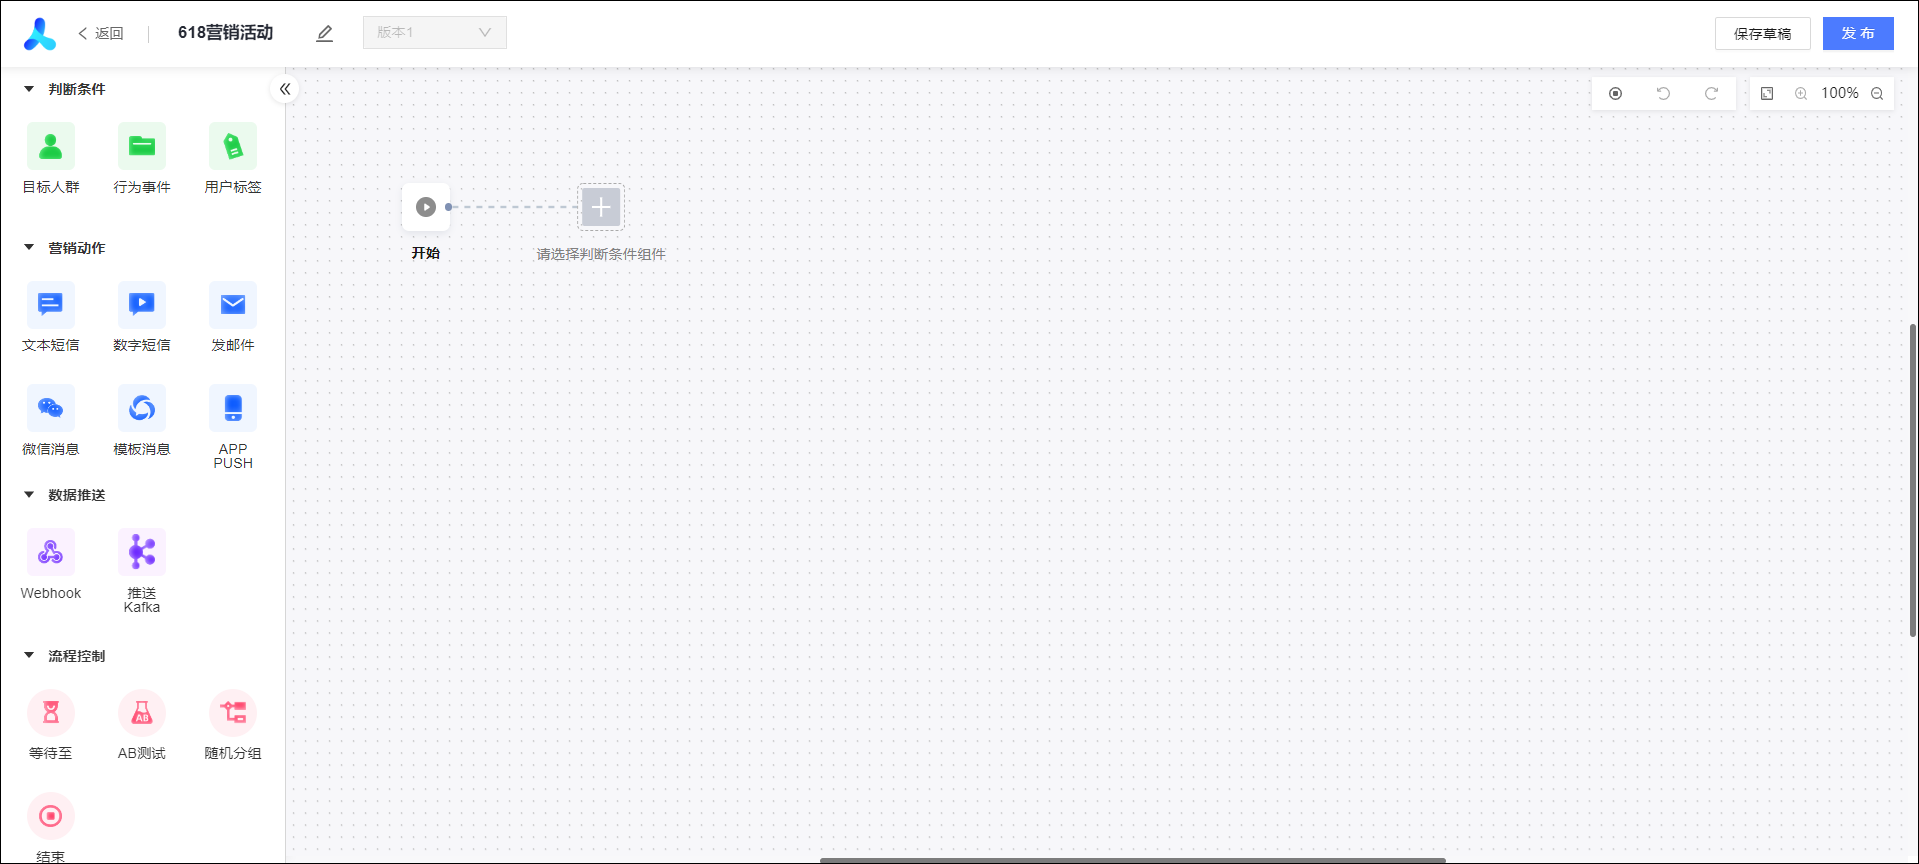 返回
618营销活动
版本1
保存草稿
发 布
判断条件
100%
目标人群
行为事件
用户标签
开始
请选择判断条件组件
营销动作
文本短信
数字短信
发邮件
微信消息
模板消息
APP
PUSH
数据推送
Webhook
推送
Kafka
流程控制
AB
等待至
AB测试
随机分组
结束